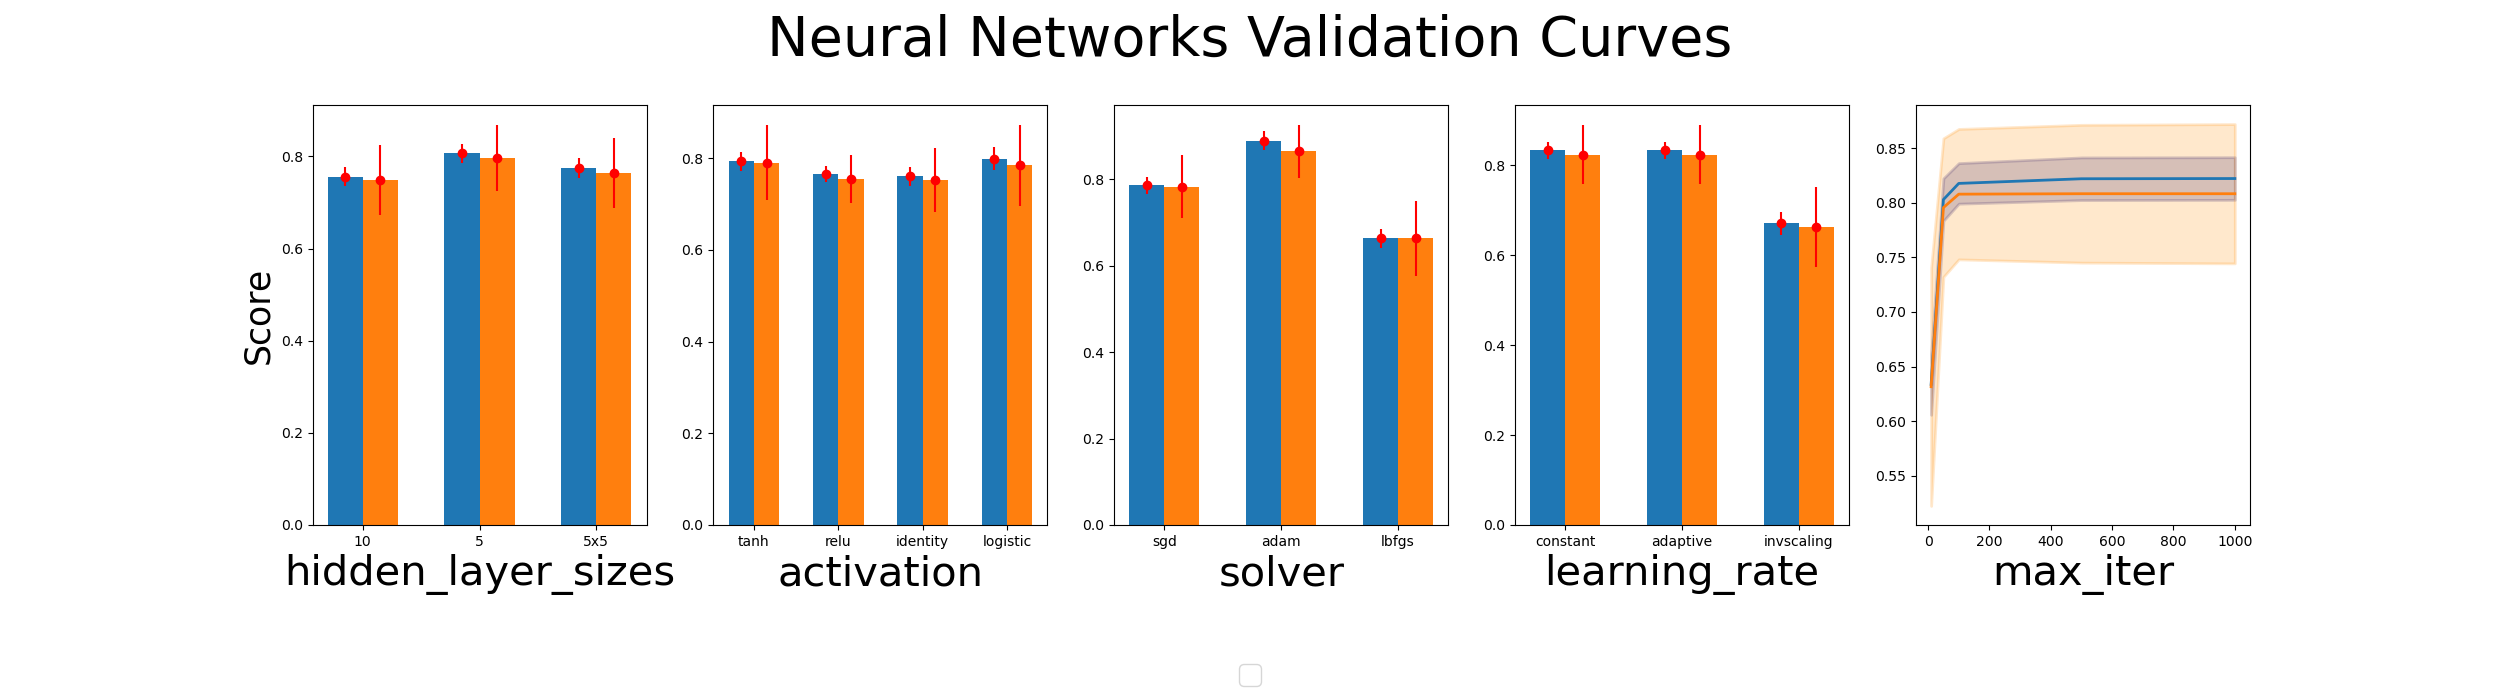 Neural Networks Validation Curves
Score
0.8
0.6
0.4
0.2
0.0
10 5 5x5
hidden_layer_sizes
0.8
0.6
0.4
0.2
0.0
tanh relu identity logistic
activation
0.8
0.6
0.4
0.2
0.0
sgd adam lbfgs
solver
0.8
0.6
0.4
0.2
0.0
constant adaptive invscaling
learning_rate
0.85
0.80
0.75
0.70
0.65
0.60
0.55
0 200 400 600 800 1000
max_iter